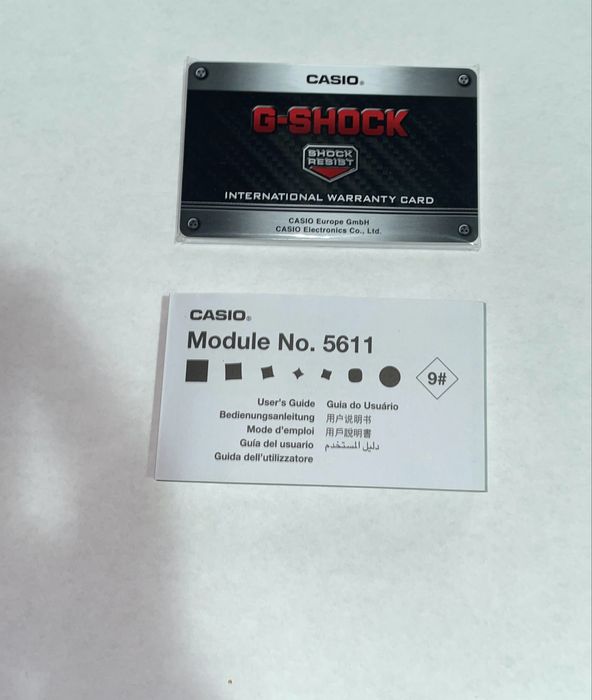 CASIO®
G-SHOCK
SHOCK
RESIST
INTERNATIONAL WARRANTY CARD
CASIO Europe GmbH
CASIO Electronics Co., Ltd.
CASIO®
Module No. 5611
9#
User's Guide Guia do Usuário
Bedienungsanleitung 用户说明书
Mode d'emploi 用戶說明書
Guía del usuario دليل المستخدم
Guida dell'utilizzatore